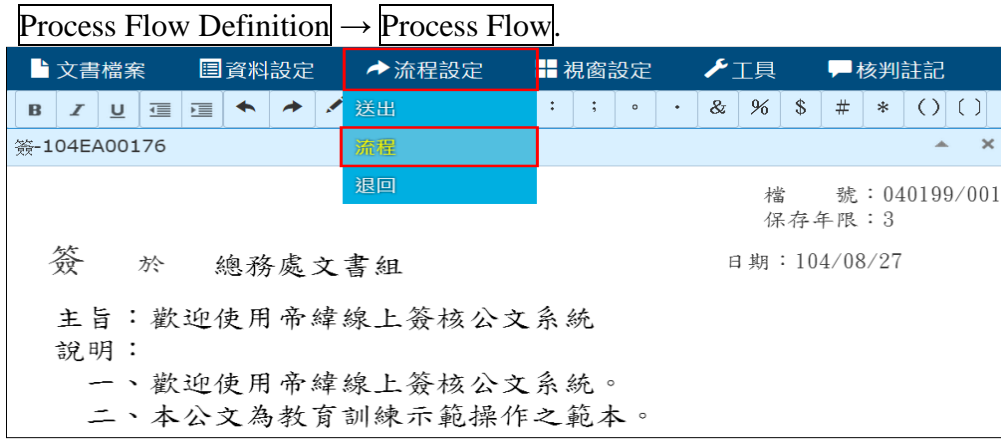 Process Flow Definition → Process Flow.
文書檔案 資料設定 流程設定 視窗設定 工具 核判註記
B I U : ; 。 · & % $ # * () 〔〕
送出
簽-104EA00176
流程
退回
檔 號：040199/001
保存年限：3
簽 於 總務處文書組 日期：104/08/27
主旨：歡迎使用帝緯線上簽核公文系統
說明：
一、歡迎使用帝緯線上簽核公文系統。
二、本公文為教育訓練示範操作之範本。